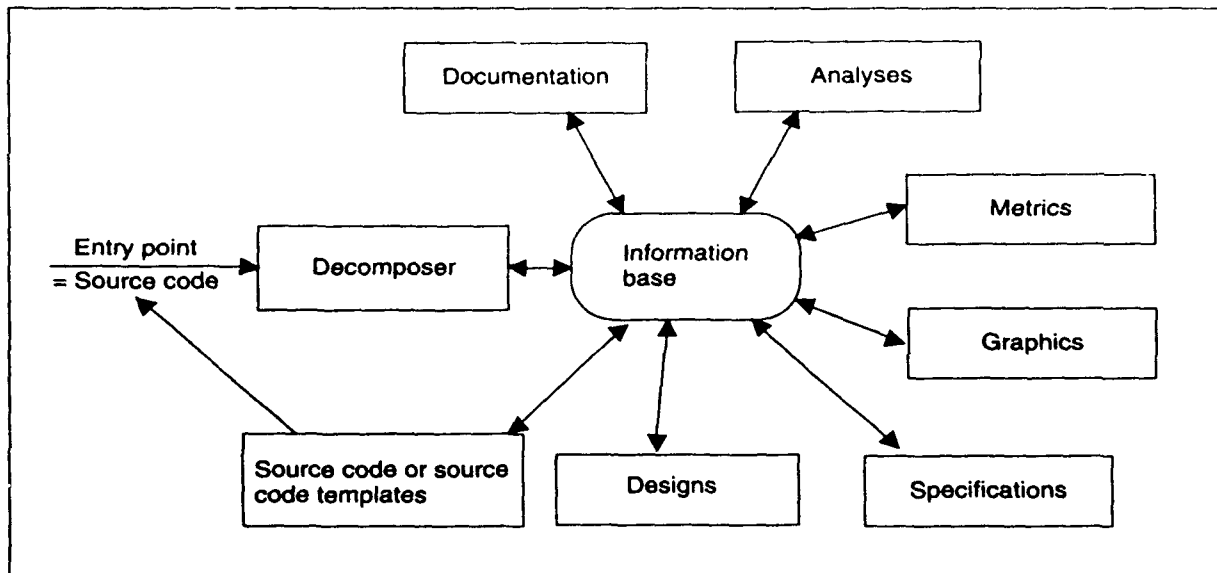 Documentation
Analyses
Metrics
Entry point
= Source code
Decomposer
Information
base
Graphics
Source code or source
code templates
Designs
Specifications